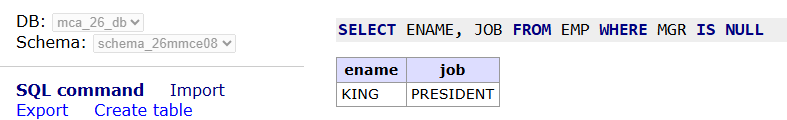 DB: mca_26_db
Schema: schema_26mmce08
SQL command Import
Export Create table
SELECT ENAME, JOB FROM EMP WHERE MGR IS NULL
ename job
KING PRESIDENT